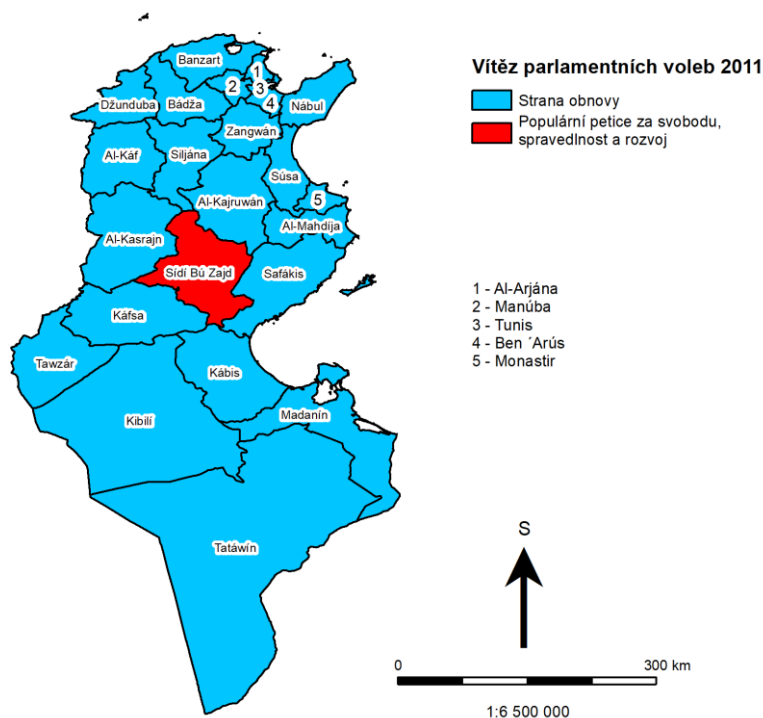 Vítěz parlamentních voleb 2011
Strana obnovy
Populární petice za svobodu,
spravedlnost a rozvoj
Banzart
1
2
3
4
Nábul
Džunduba
Bádža
Zangwán
Al-Káf
Siljána
Súsa
5
Al-Kajruwán
Al-Mahdíja
Al-Kasrajn
Sídí Bú Zajd
Safákis
Káfsa
Tawzár
Kábis
Kibilí
Madanín
Tatáwín
1 - Al-Arjána
2 - Manúba
3 - Tunis
4 - Ben ´Arús
5 - Monastir
S
0 300 km
1:6 500 000